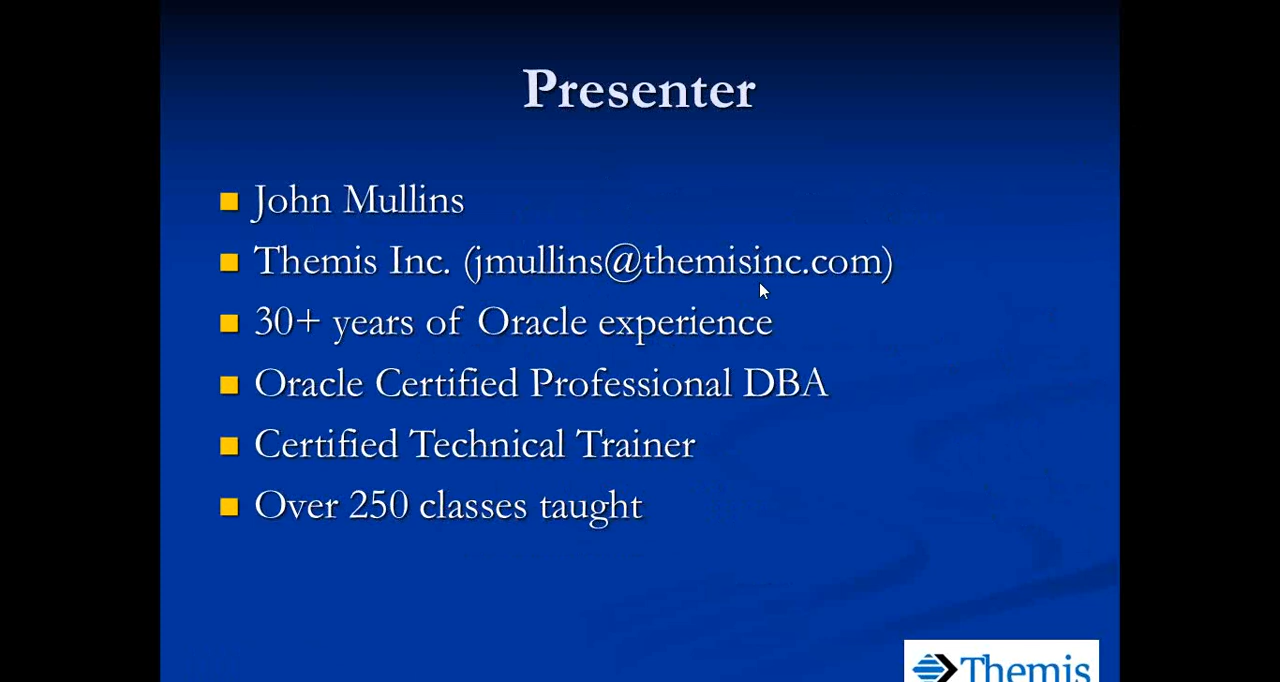 Presenter
John Mullins
Themis Inc. (jmullins@themisinc.com)
30+ years of Oracle experience
Oracle Certified Professional DBA
Certified Technical Trainer
Over 250 classes taught
Themis